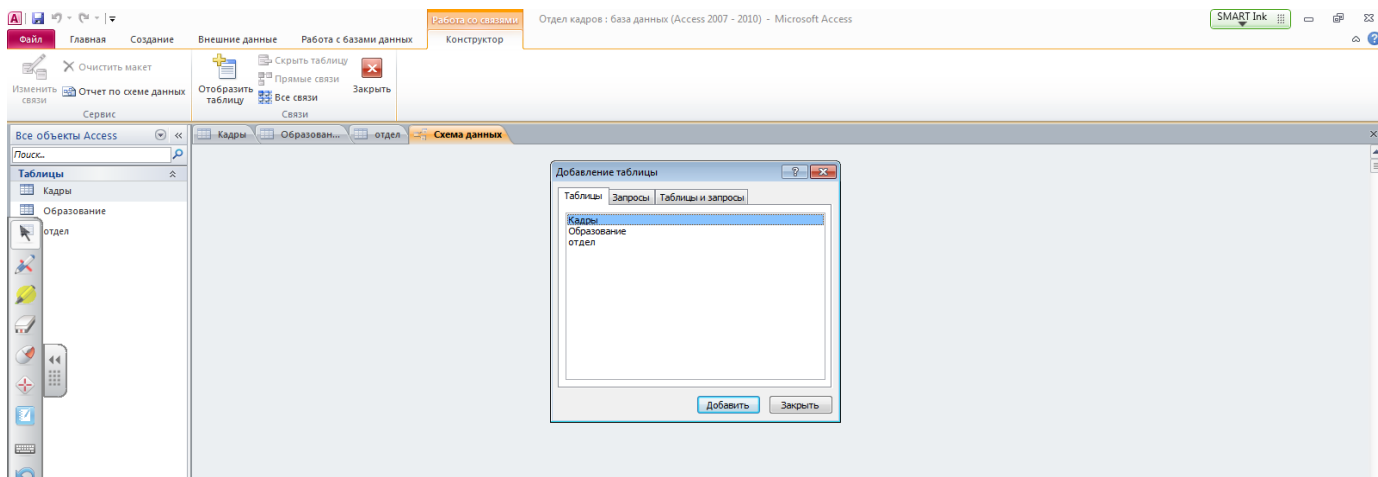 A
Работа со связями
Отдел кадров : база данных (Access 2007 - 2010) - Microsoft Access
SMART Ink
Файл Главная Создание Внешние данные Работа с базами данных Конструктор
Изменить связи
Очистить макет
Отчет по схеме данных
Сервис
Отобразить таблицу
Скрыть таблицу
Прямые связи
Все связи
Закрыть
Связи
Все объекты Access
Поиск...
Таблицы
Кадры
Образование
отдел
Кадры Образован... отдел Схема данных
Добавление таблицы
Таблицы Запросы Таблицы и запросы
Кадры
Образование
отдел
Добавить Закрыть